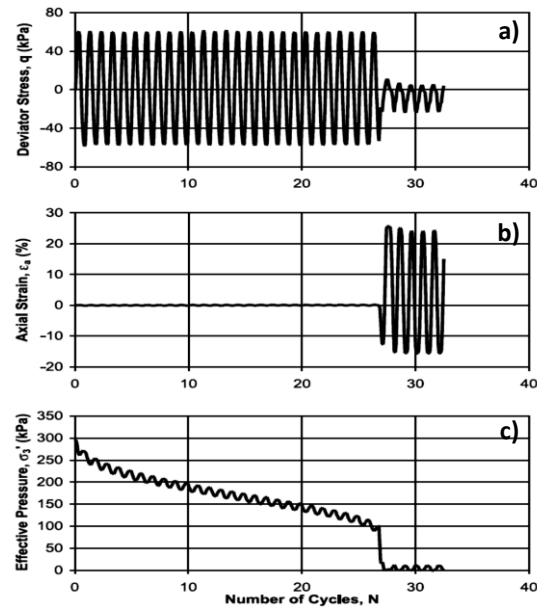 a)
Deviator Stress, q (kPa)
80
40
0
-40
-80
0 10 20 30 40
b)
Axial Strain, εa (%)
30
20
10
0
-10
-20
0 10 20 30 40
c)
Effective Pressure, σ3' (kPa)
350
300
250
200
150
100
50
0
0 10 20 30 40
Number of Cycles, N